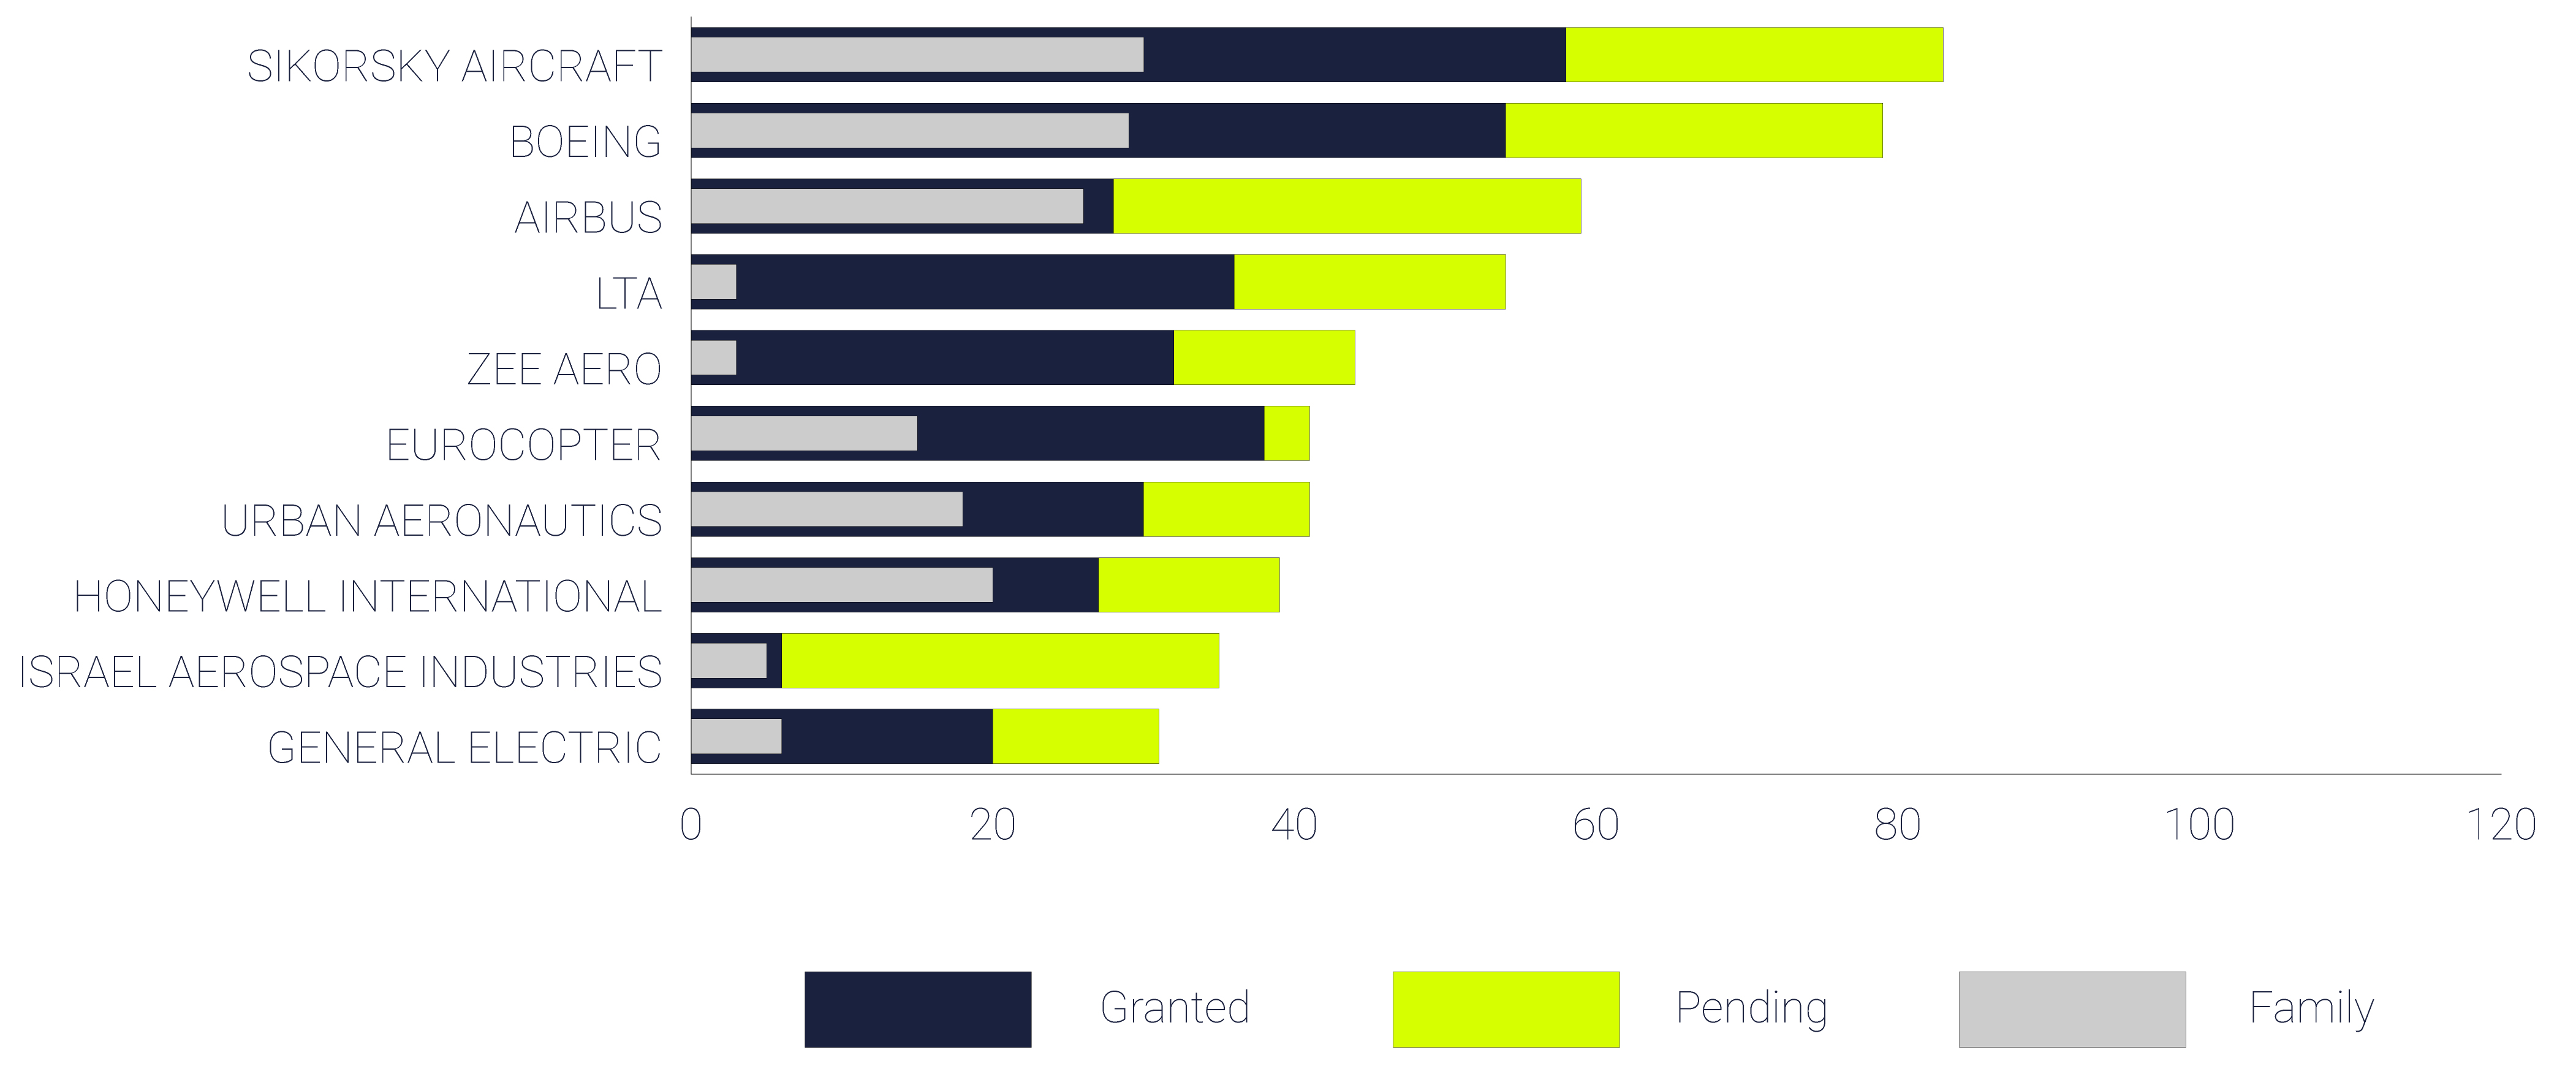 SIKORSKY AIRCRAFT
BOEING
AIRBUS
LTA
ZEE AERO
EUROCOPTER
URBAN AERONAUTICS
HONEYWELL INTERNATIONAL
ISRAEL AEROSPACE INDUSTRIES
GENERAL ELECTRIC
0 20 40 60 80 100 120
Granted Pending Family